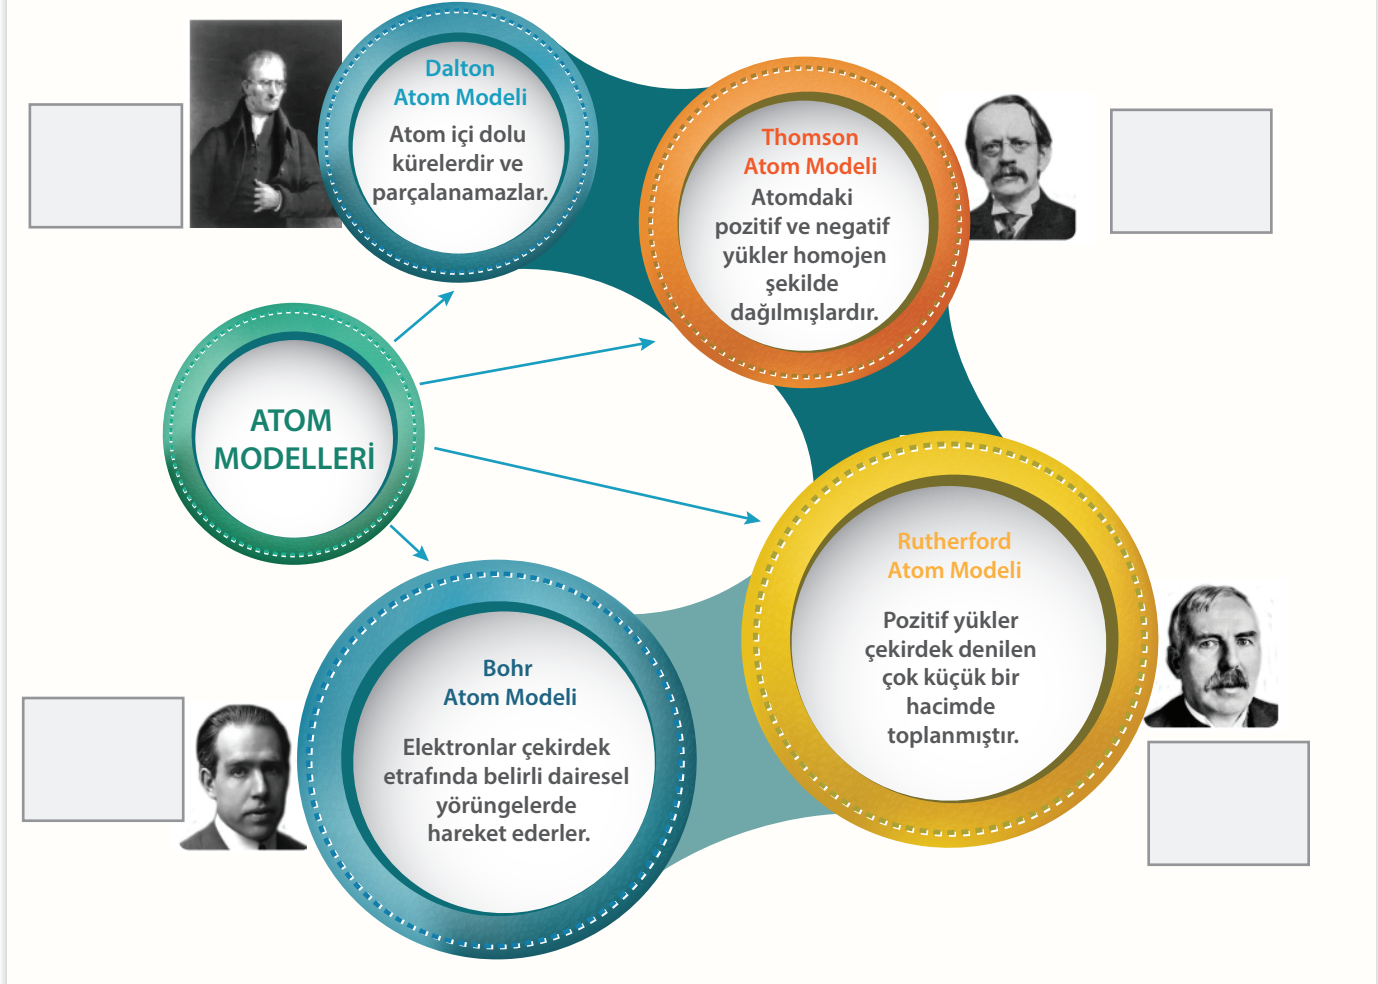 Dalton
Atom Modeli
Atom içi dolu
kürelerdir ve
parçalanamazlar.
Thomson
Atom Modeli
Atomdaki
pozitif ve negatif
yükler homojen
şekilde
dağılmışlardır.
ATOM
MODELLERİ
Rutherford
Atom Modeli
Pozitif yükler
çekirdek denilen
çok küçük bir
hacimde
toplanmıştır.
Bohr
Atom Modeli
Elektronlar çekirdek
etrafında belirli dairesel
yörüngelerde
hareket ederler.